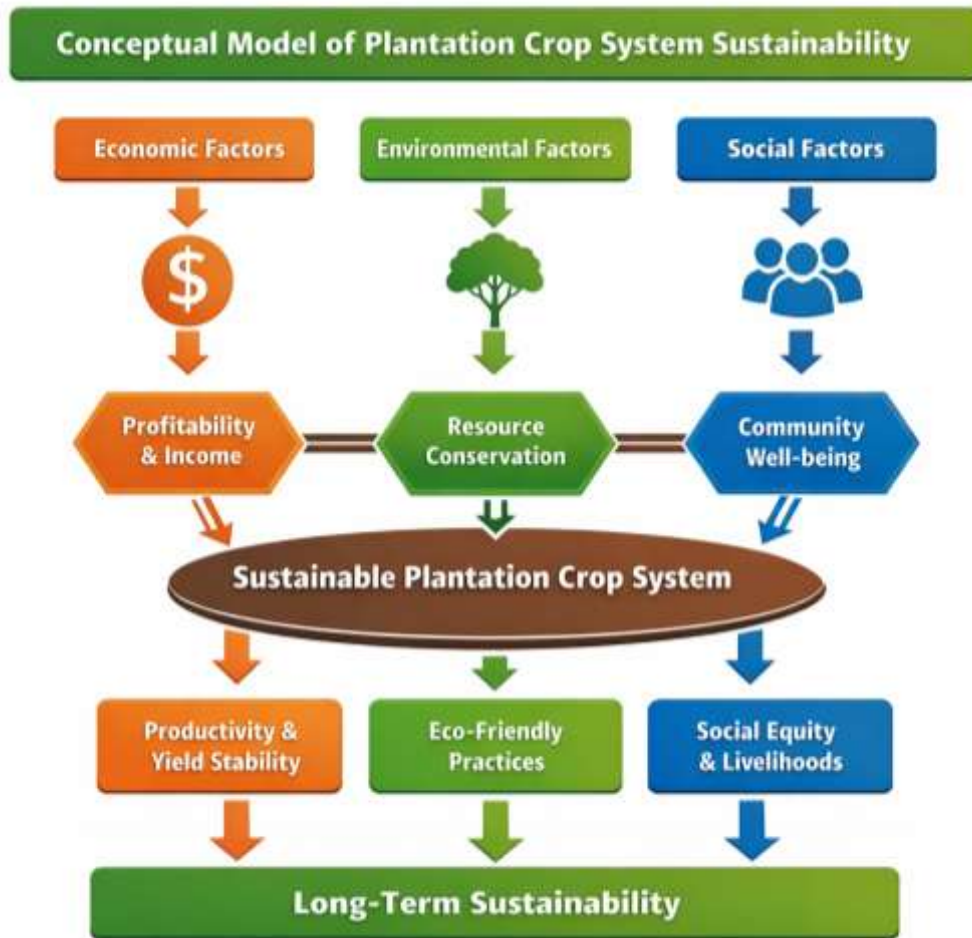 Conceptual Model of Plantation Crop System Sustainability
Economic Factors
Environmental Factors
Social Factors
$
Profitability
& Income
Resource
Conservation
Community
Well-being
Sustainable Plantation Crop System
Productivity &
Yield Stability
Eco-Friendly
Practices
Social Equity
& Livelihoods
Long-Term Sustainability